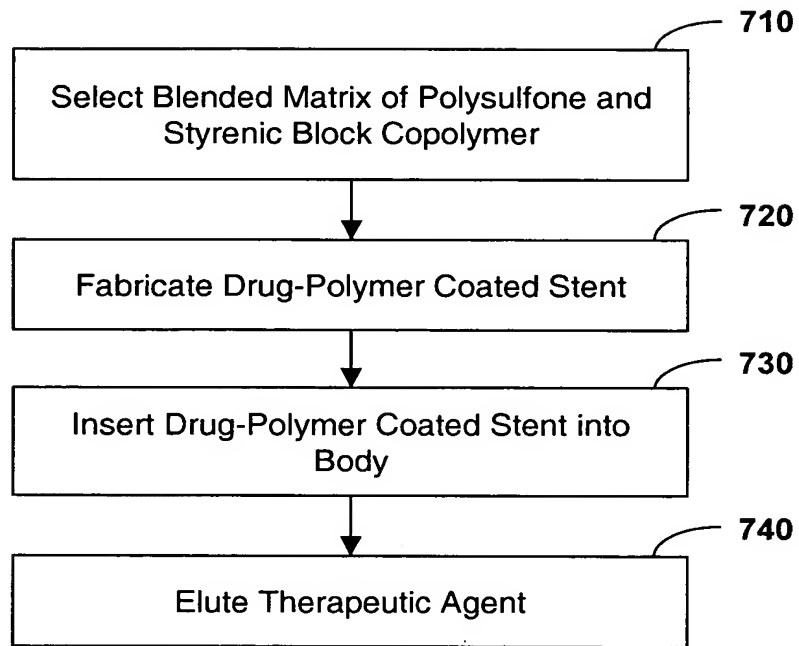 710
Select Blended Matrix of Polysulfone and
Styrenic Block Copolymer
720
Fabricate Drug-Polymer Coated Stent
730
Insert Drug-Polymer Coated Stent into
Body
740
Elute Therapeutic Agent